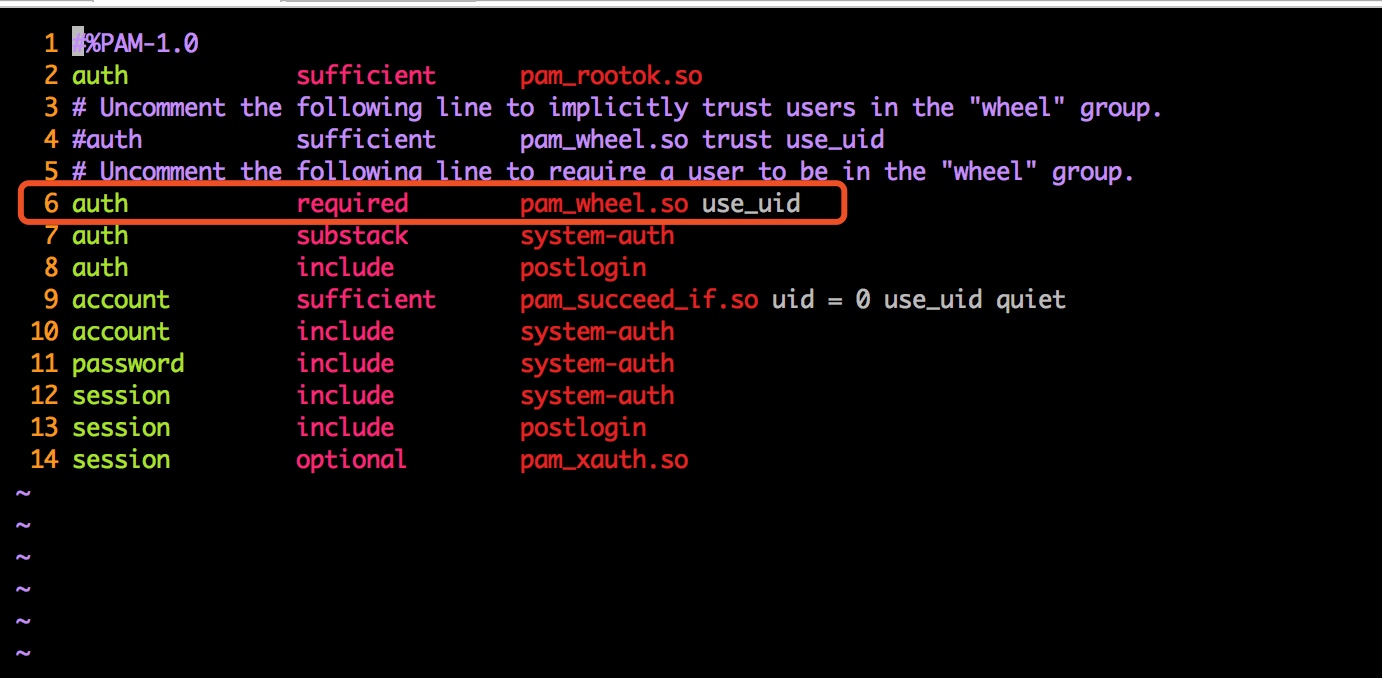 1 #%PAM-1.0
2 auth sufficient pam_rootok.so
3 # Uncomment the following line to implicitly trust users in the "wheel" group.
4 #auth sufficient pam_wheel.so trust use_uid
5 # Uncomment the following line to require a user to be in the "wheel" group.
6 auth required pam_wheel.so use_uid
7 auth substack system-auth
8 auth include postlogin
9 account sufficient pam_succeed_if.so uid = 0 use_uid quiet
10 account include system-auth
11 password include system-auth
12 session include system-auth
13 session include postlogin
14 session optional pam_xauth.so
~
~
~
~
~
~